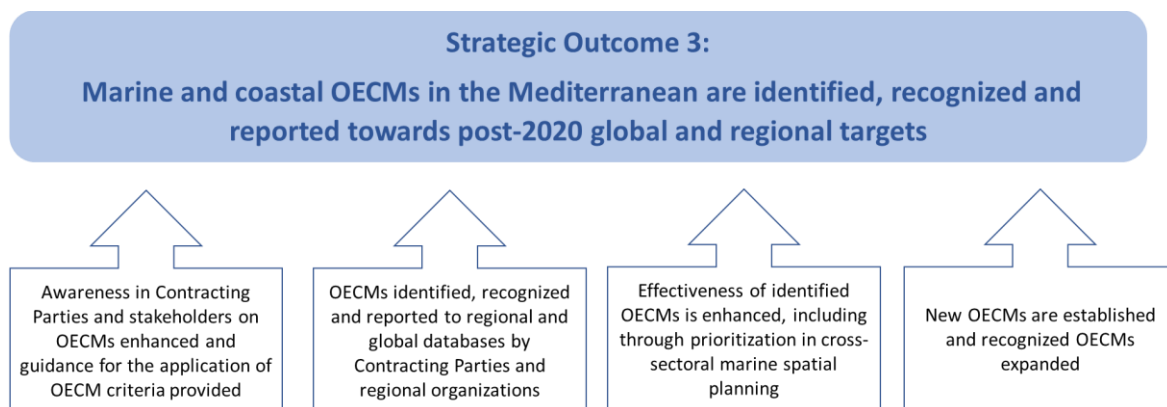 Strategic Outcome 3:
Marine and coastal OECMs in the Mediterranean are identified, recognized and
reported towards post-2020 global and regional targets
Awareness in Contracting
Parties and stakeholders on
OECMs enhanced and
guidance for the application of
OECM criteria provided
OECMs identified, recognized
and reported to regional and
global databases by
Contracting Parties and
regional organizations
Effectiveness of identified
OECMs is enhanced, including
through prioritization in cross-
sectoral marine spatial
planning
New OECMs are established
and recognized OECMs
expanded